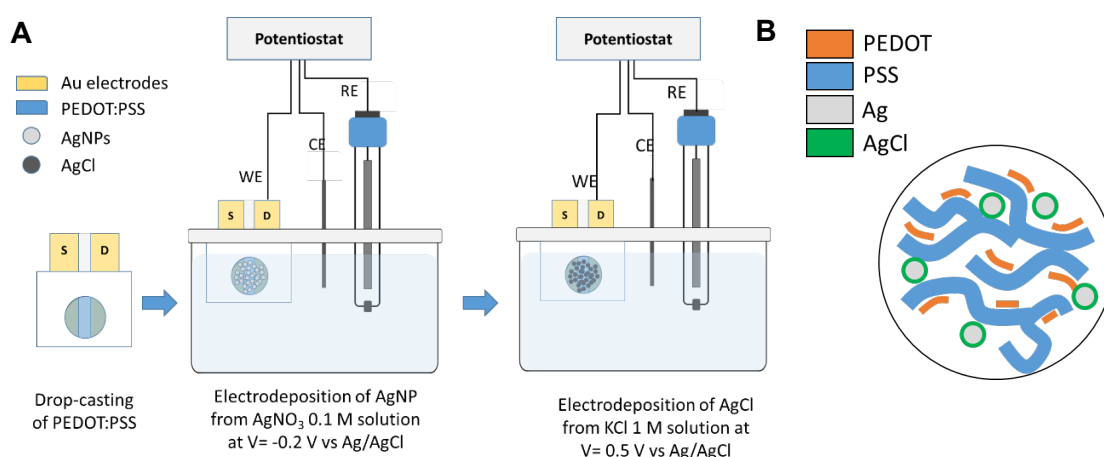 A
Au electrodes
PEDOT:PSS
AgNPs
AgCl
S D
Drop-casting
of PEDOT:PSS
Potentiostat
RE
CE
WE
S D
Electrodeposition of AgNP
from AgNO₃ 0.1 M solution
at V= -0.2 V vs Ag/AgCl
Potentiostat
RE
CE
WE
S D
Electrodeposition of AgCl
from KCl 1 M solution at
V= 0.5 V vs Ag/AgCl
B
PEDOT
PSS
Ag
AgCl